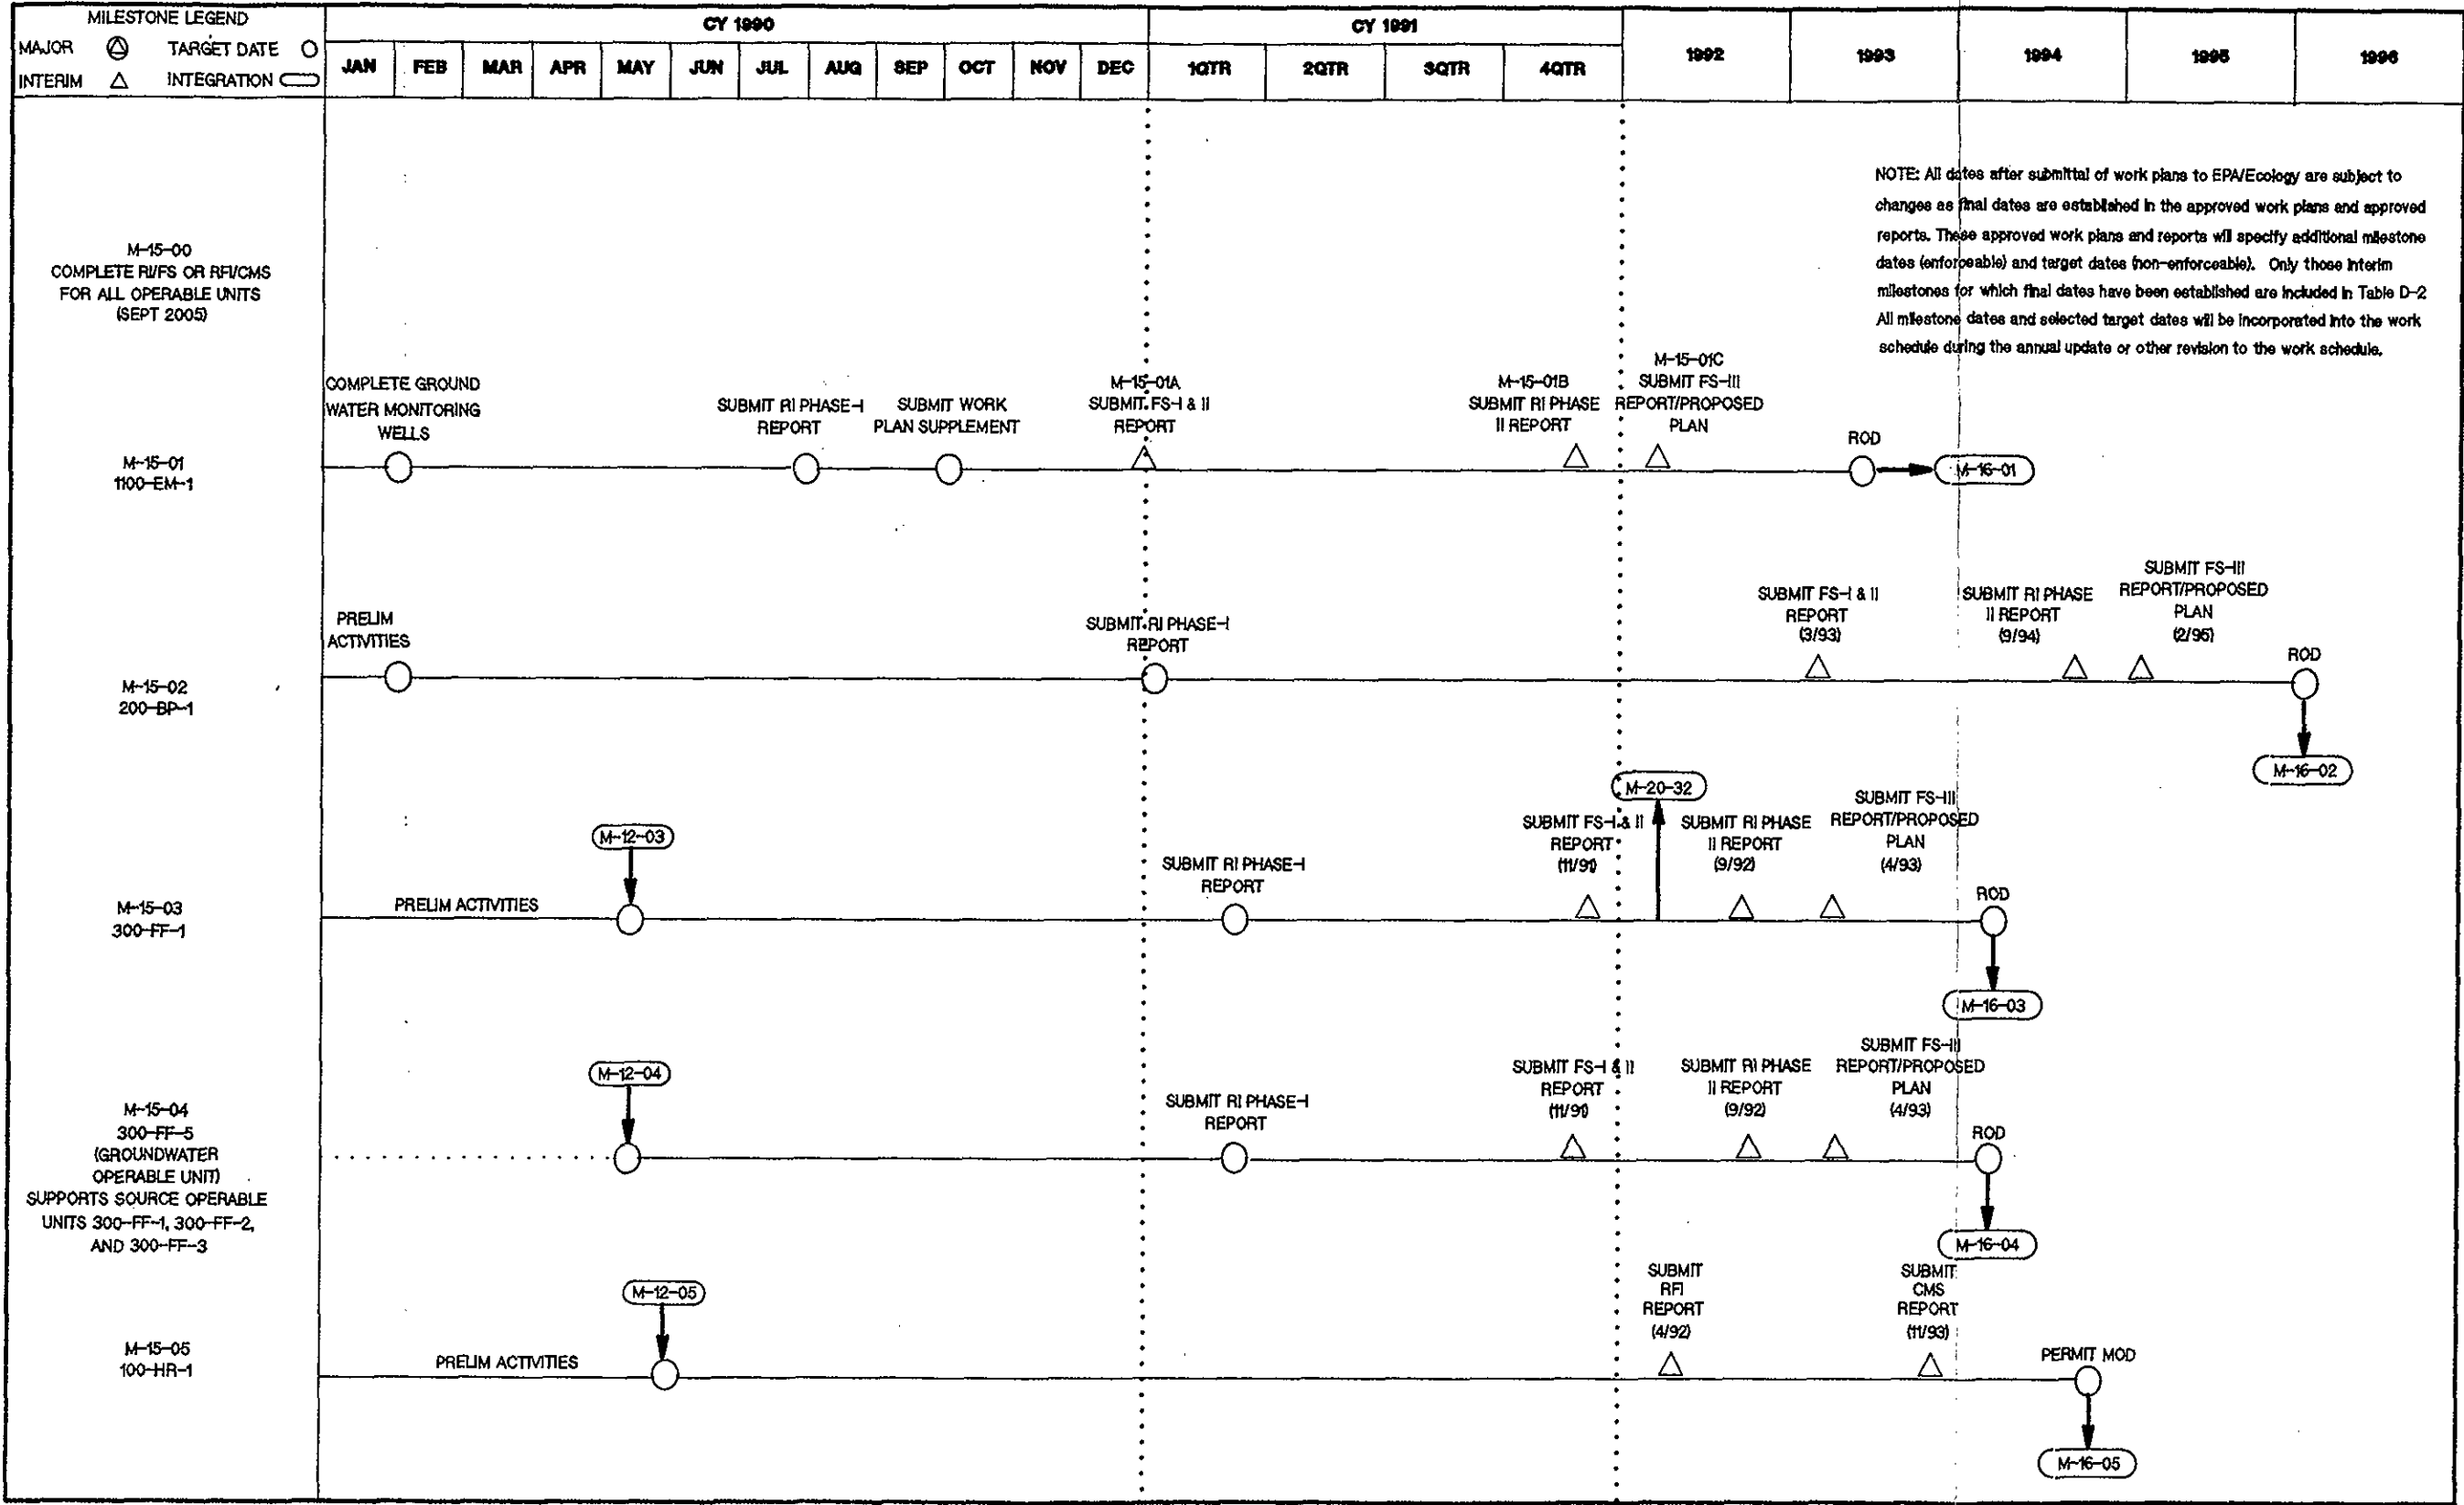 MILESTONE LEGEND
MAJOR TARGET DATE
INTERIM INTEGRATION
CY 1990
CY 1991
JAN FEB MAR APR MAY JUN JUL AUG SEP OCT NOV DEC 1QTR 2QTR 3QTR 4QTR 1992 1993 1994 1995 1996
NOTE: All dates after submittal of work plans to EPA/Ecology are subject to
changes as final dates are established in the approved work plans and approved
reports. These approved work plans and reports will specify additional milestone
dates (enforceable) and target dates (non-enforceable). Only those interim
milestones for which final dates have been established are included in Table D-2
All milestone dates and selected target dates will be incorporated into the work
schedule during the annual update or other revision to the work schedule.
M-15-00
COMPLETE RI/FS OR RFI/CMS
FOR ALL OPERABLE UNITS
(SEPT 2005)
M-15-01
1100-EM-1
COMPLETE GROUND
WATER MONITORING
WELLS
SUBMIT RI PHASE-I
REPORT
SUBMIT WORK
PLAN SUPPLEMENT
M-15-01A
SUBMIT FS-I & II
REPORT
M-15-01B
SUBMIT RI PHASE
II REPORT
M-15-01C
SUBMIT FS-III
REPORT/PROPOSED
PLAN
ROD
M-16-01
M-15-02
200-BP-1
PRELIM
ACTIVITIES
SUBMIT RI PHASE-I
REPORT
SUBMIT FS-I & II
REPORT
(3/93)
SUBMIT RI PHASE
II REPORT
(9/94)
SUBMIT FS-III
REPORT/PROPOSED
PLAN
(2/95)
ROD
M-16-02
M-15-03
300-FF-1
PRELIM ACTIVITIES
M-12-03
SUBMIT RI PHASE-I
REPORT
SUBMIT FS-I & II
REPORT
(11/91)
M-20-32
SUBMIT RI PHASE
II REPORT
(9/92)
SUBMIT FS-III
REPORT/PROPOSED
PLAN
(4/93)
ROD
M-16-03
M-15-04
300-FF-5
(GROUNDWATER
OPERABLE UNIT)
SUPPORTS SOURCE OPERABLE
UNITS 300-FF-1, 300-FF-2,
AND 300-FF-3
M-12-04
SUBMIT RI PHASE-I
REPORT
SUBMIT FS-I & II
REPORT
(11/91)
SUBMIT RI PHASE
II REPORT
(9/92)
SUBMIT FS-III
REPORT/PROPOSED
PLAN
(4/93)
ROD
M-16-04
M-15-05
100-HR-1
PRELIM ACTIVITIES
M-12-05
SUBMIT
RFI
REPORT
(4/92)
SUBMIT
CMS
REPORT
(11/93)
PERMIT MOD
M-16-05